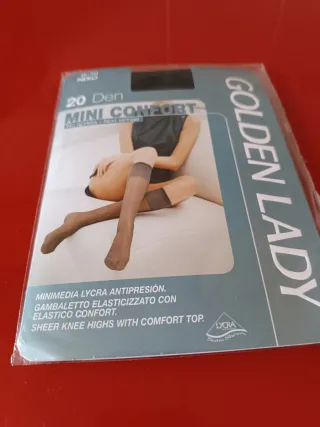 NERO
20 Den
MINI CONFORT
GOLDEN LADY
MINIMEDIA LYCRA ANTIPRESIÓN.
GAMBALETTO ELASTICIZZATO CON
ELASTICO CONFORT.
SHEER KNEE HIGHS WITH COMFORT TOP.
LYCRA